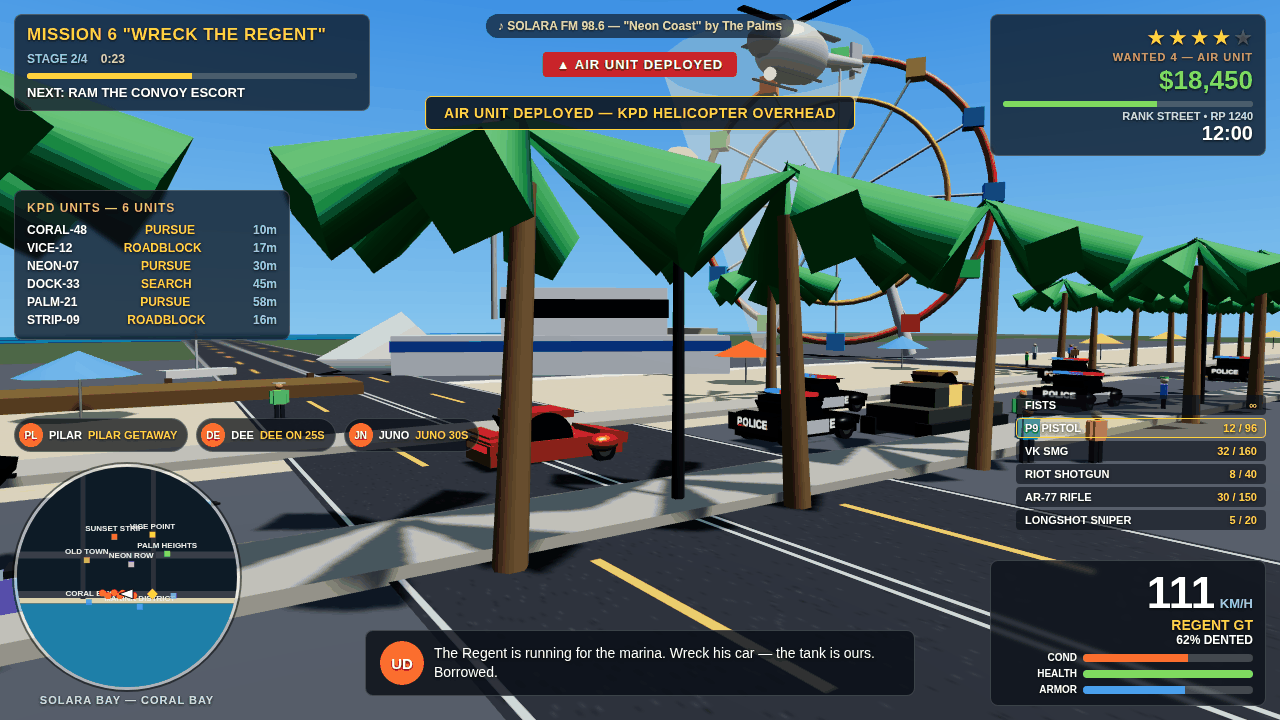 MISSION 6 "WRECK THE REGENT"
STAGE 2/4 0:23
NEXT: RAM THE CONVOY ESCORT
♪ SOLARA FM 98.6 — "Neon Coast" by The Palms
▲ AIR UNIT DEPLOYED
AIR UNIT DEPLOYED — KPD HELICOPTER OVERHEAD
★★★★★
WANTED 4 — AIR UNIT
$18,450
RANK STREET • RP 1240
12:00
KPD UNITS — 6 UNITS
CORAL-48 PURSUE 10m
VICE-12 ROADBLOCK 17m
NEON-07 PURSUE 30m
DOCK-33 SEARCH 45m
PALM-21 PURSUE 58m
STRIP-09 ROADBLOCK 16m
POLICE
POLICE
POLICE
PL PILAR PILAR GETAWAY
DE DEE DEE ON 25S
JN JUNO JUNO 30S
FISTS ∞
P9 PISTOL 12 / 96
VK SMG 32 / 160
RIOT SHOTGUN 8 / 40
AR-77 RIFLE 30 / 150
LONGSHOT SNIPER 5 / 20
PALM HEIGHTS
OLD TOWN
NEON ROW
SOLARA BAY — CORAL BAY
UD
The Regent is running for the marina. Wreck his car — the tank is ours.
Borrowed.
111 KM/H
REGENT GT
62% DENTED
COND
HEALTH
ARMOR